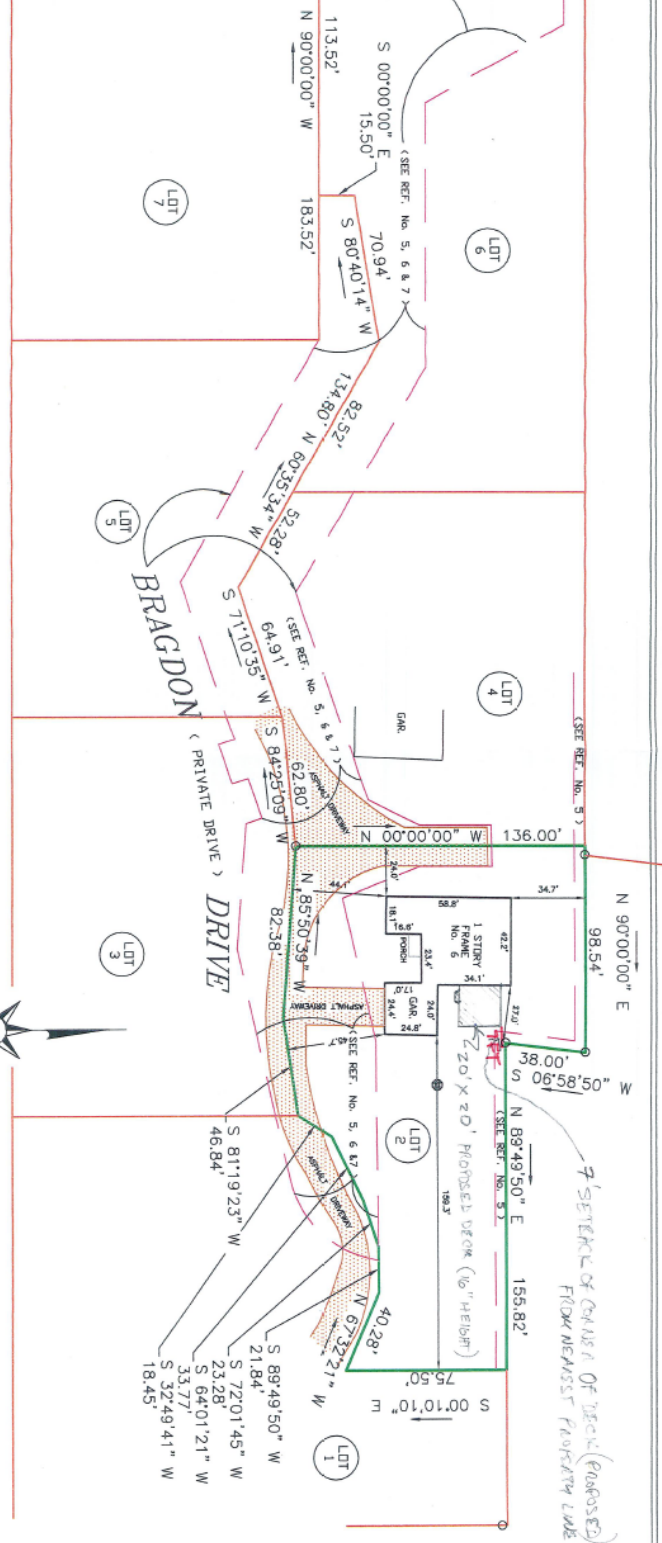 113.52'
N 90°00'00" W
S 00°00'00" E
15.50'
(SEE REF. No. 5, 6 & 7)
LOT
7
183.52'
70.94'
S 80°40'14" W
LOT
6
82.52'
134.80'
N 60°35'34" W
52.28'
LOT
5
BRAGDON
( PRIVATE DRIVE )
DRIVE
S 71°10'35" W
64.91'
(SEE REF. No. 5, 6 & 7)
LOT
4
GAR.
(SEE REF. No. 5)
S 84°25'09" W
62.80'
ASPHALT DRIVEWAY
N 00°00'00" W
136.00'
N 90°00'00" E
98.54'
24.0'
34.7'
44.1'
58.8'
18.1'
6.6'
PORCH
23.4'
1 STORY
FRAME
No. 6
42.2'
34.1'
27.0'
17.0'
GAR.
24.4'
24.0'
24.8'
N 85°50'39" W
82.38'
ASPHALT DRIVEWAY
45.7'
LOT
3
(SEE REF. No. 5, 6 & 7)
38.00'
S 06°58'50" W
7' SETBACK OF CORNER OF DECK (PROPOSED)
FROM NEAREST PROPERTY LINE
7 FT
20' X 20' PROPOSED DECK (16" HEIGHT)
N 89°49'50" E
155.82'
(SEE REF. No. 5)
LOT
2
159.3'
ASPHALT
DRIVEWAY
S 81°19'23" W
46.84'
N 67°32'21" W
40.28'
75.50'
S 00°10'10" E
S 89°49'50" W
21.84'
S 72°01'45" W
23.28'
S 64°01'21" W
33.77'
S 32°49'41" W
18.45'
LOT
1